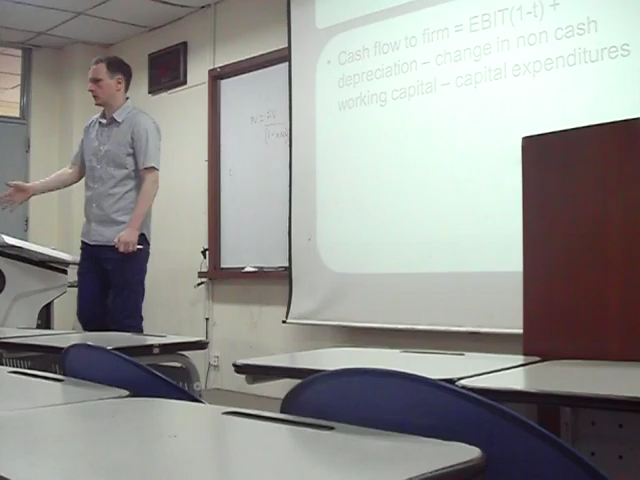 • Cash flow to firm = EBIT(1-t) +
depreciation – change in non cash
working capital – capital expenditures